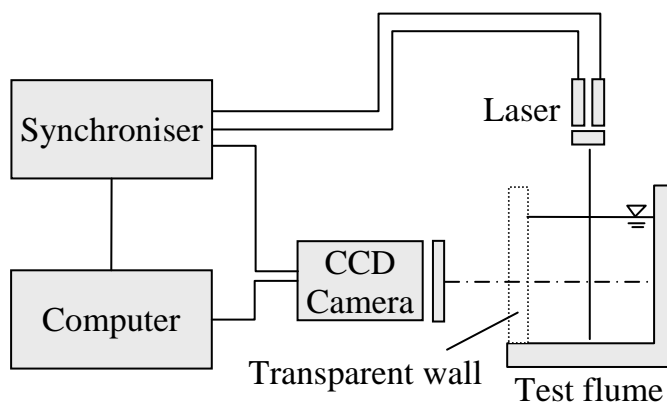 Synchroniser
Laser
CCD
Camera
Computer
Transparent wall
Test flume